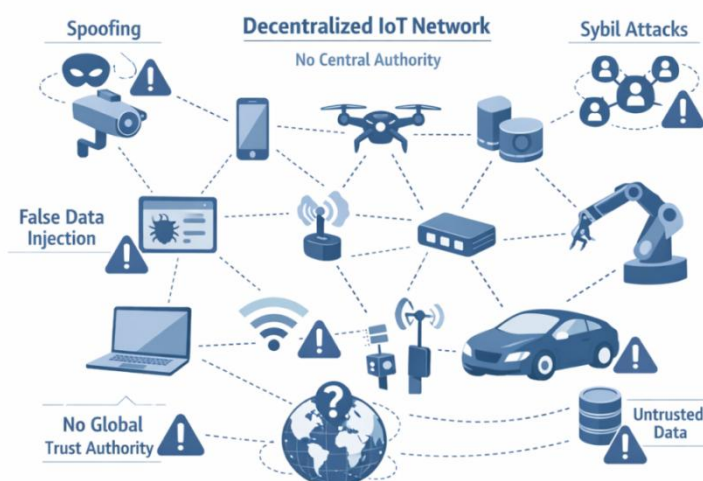 Spoofing
Decentralized IoT Network
No Central Authority
Sybil Attacks
False Data
Injection
No Global
Trust Authority
?
Untrusted
Data